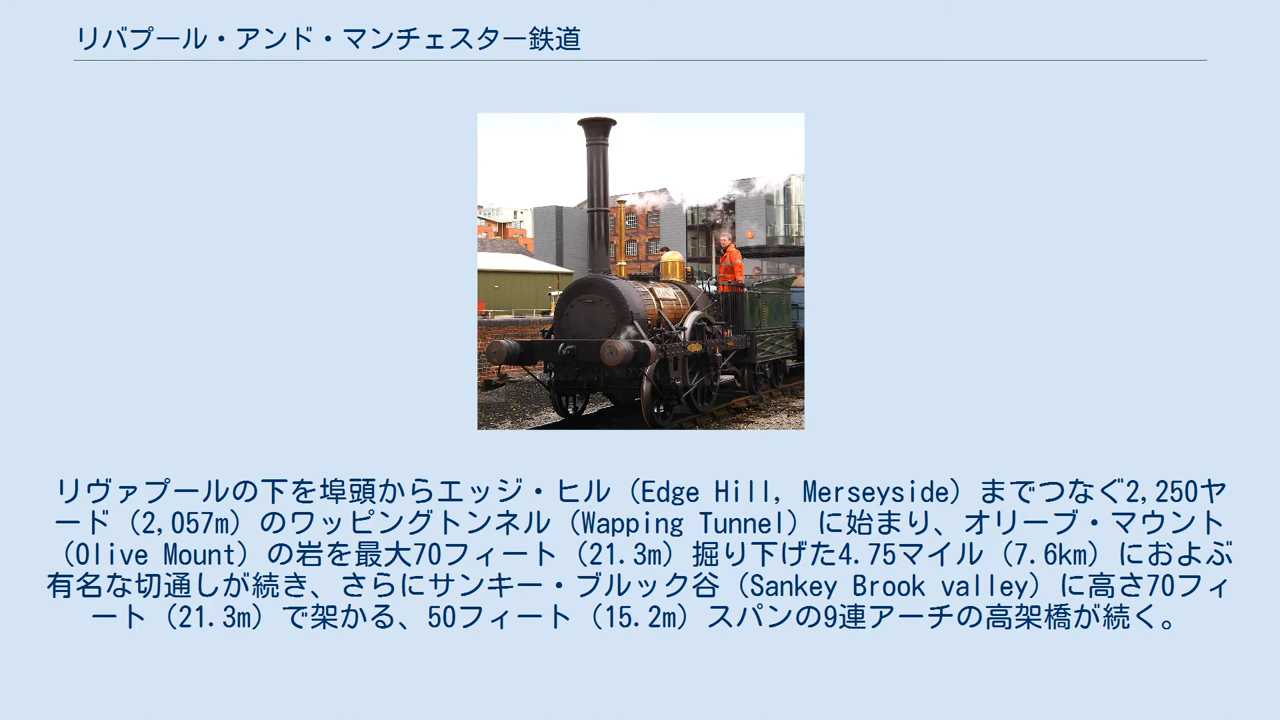 リバプール・アンド・マンチェスター鉄道
リヴァプールの下を埠頭からエッジ・ヒル（Edge Hill, Merseyside）までつなぐ2,250ヤ
ード（2,057m）のワッピングトンネル（Wapping Tunnel）に始まり、オリーブ・マウント
（Olive Mount）の岩を最大70フィート（21.3m）掘り下げた4.75マイル（7.6km）におよぶ
有名な切通しが続き、さらにサンキー・ブルック谷（Sankey Brook valley）に高さ70フィ
ート（21.3m）で架かる、50フィート（15.2m）スパンの9連アーチの高架橋が続く。